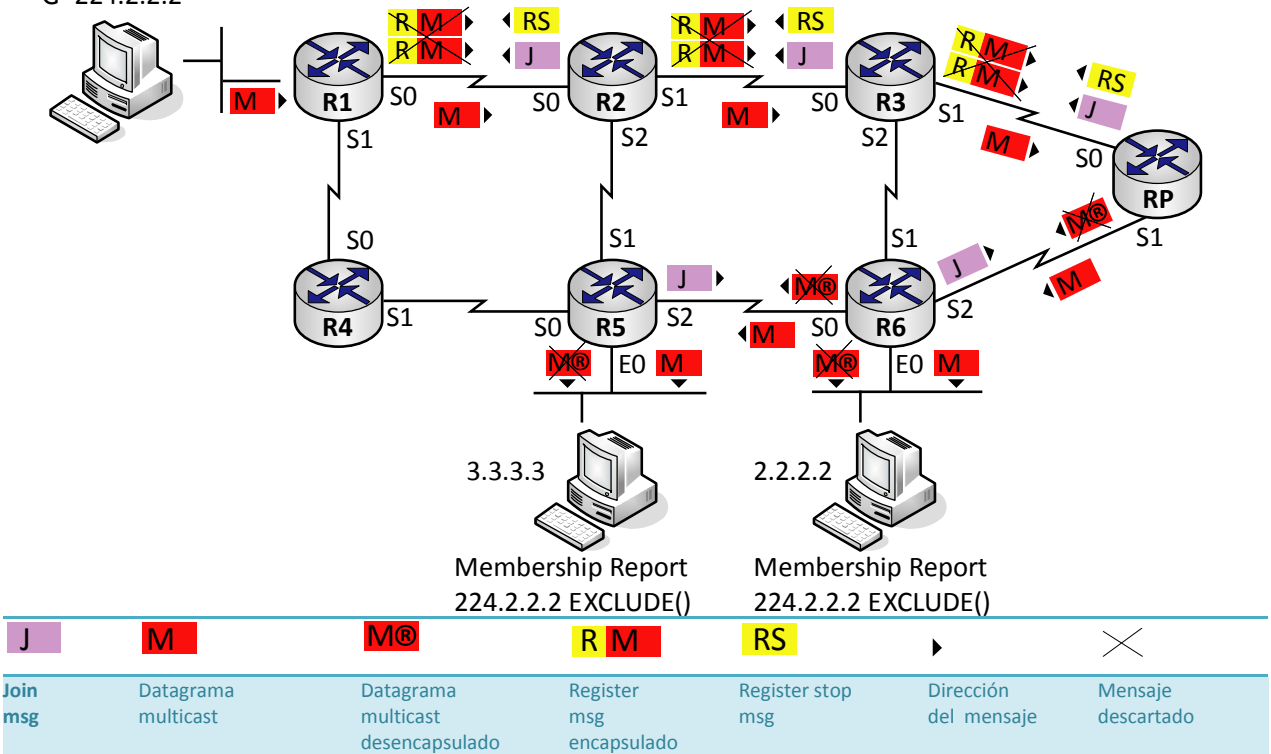 G 224.2.2.2
R M RS R M RS R M
R M J R M J R M RS
J
M R1 S0 M S0 R2 S1 M S0 R3 S1 M S0
S1 S2 S2 RP
M® S1
S0 S1 J S1 J M
M® S2
R4 S1 S0 R5 S2 M S0 R6
M® E0 M M® E0 M
3.3.3.3 2.2.2.2
Membership Report Membership Report
224.2.2.2 EXCLUDE() 224.2.2.2 EXCLUDE()
J M M® R M RS
Join Datagrama Datagrama Register Register stop Dirección Mensaje
msg multicast multicast msg msg del mensaje descartado
desencapsulado encapsulado